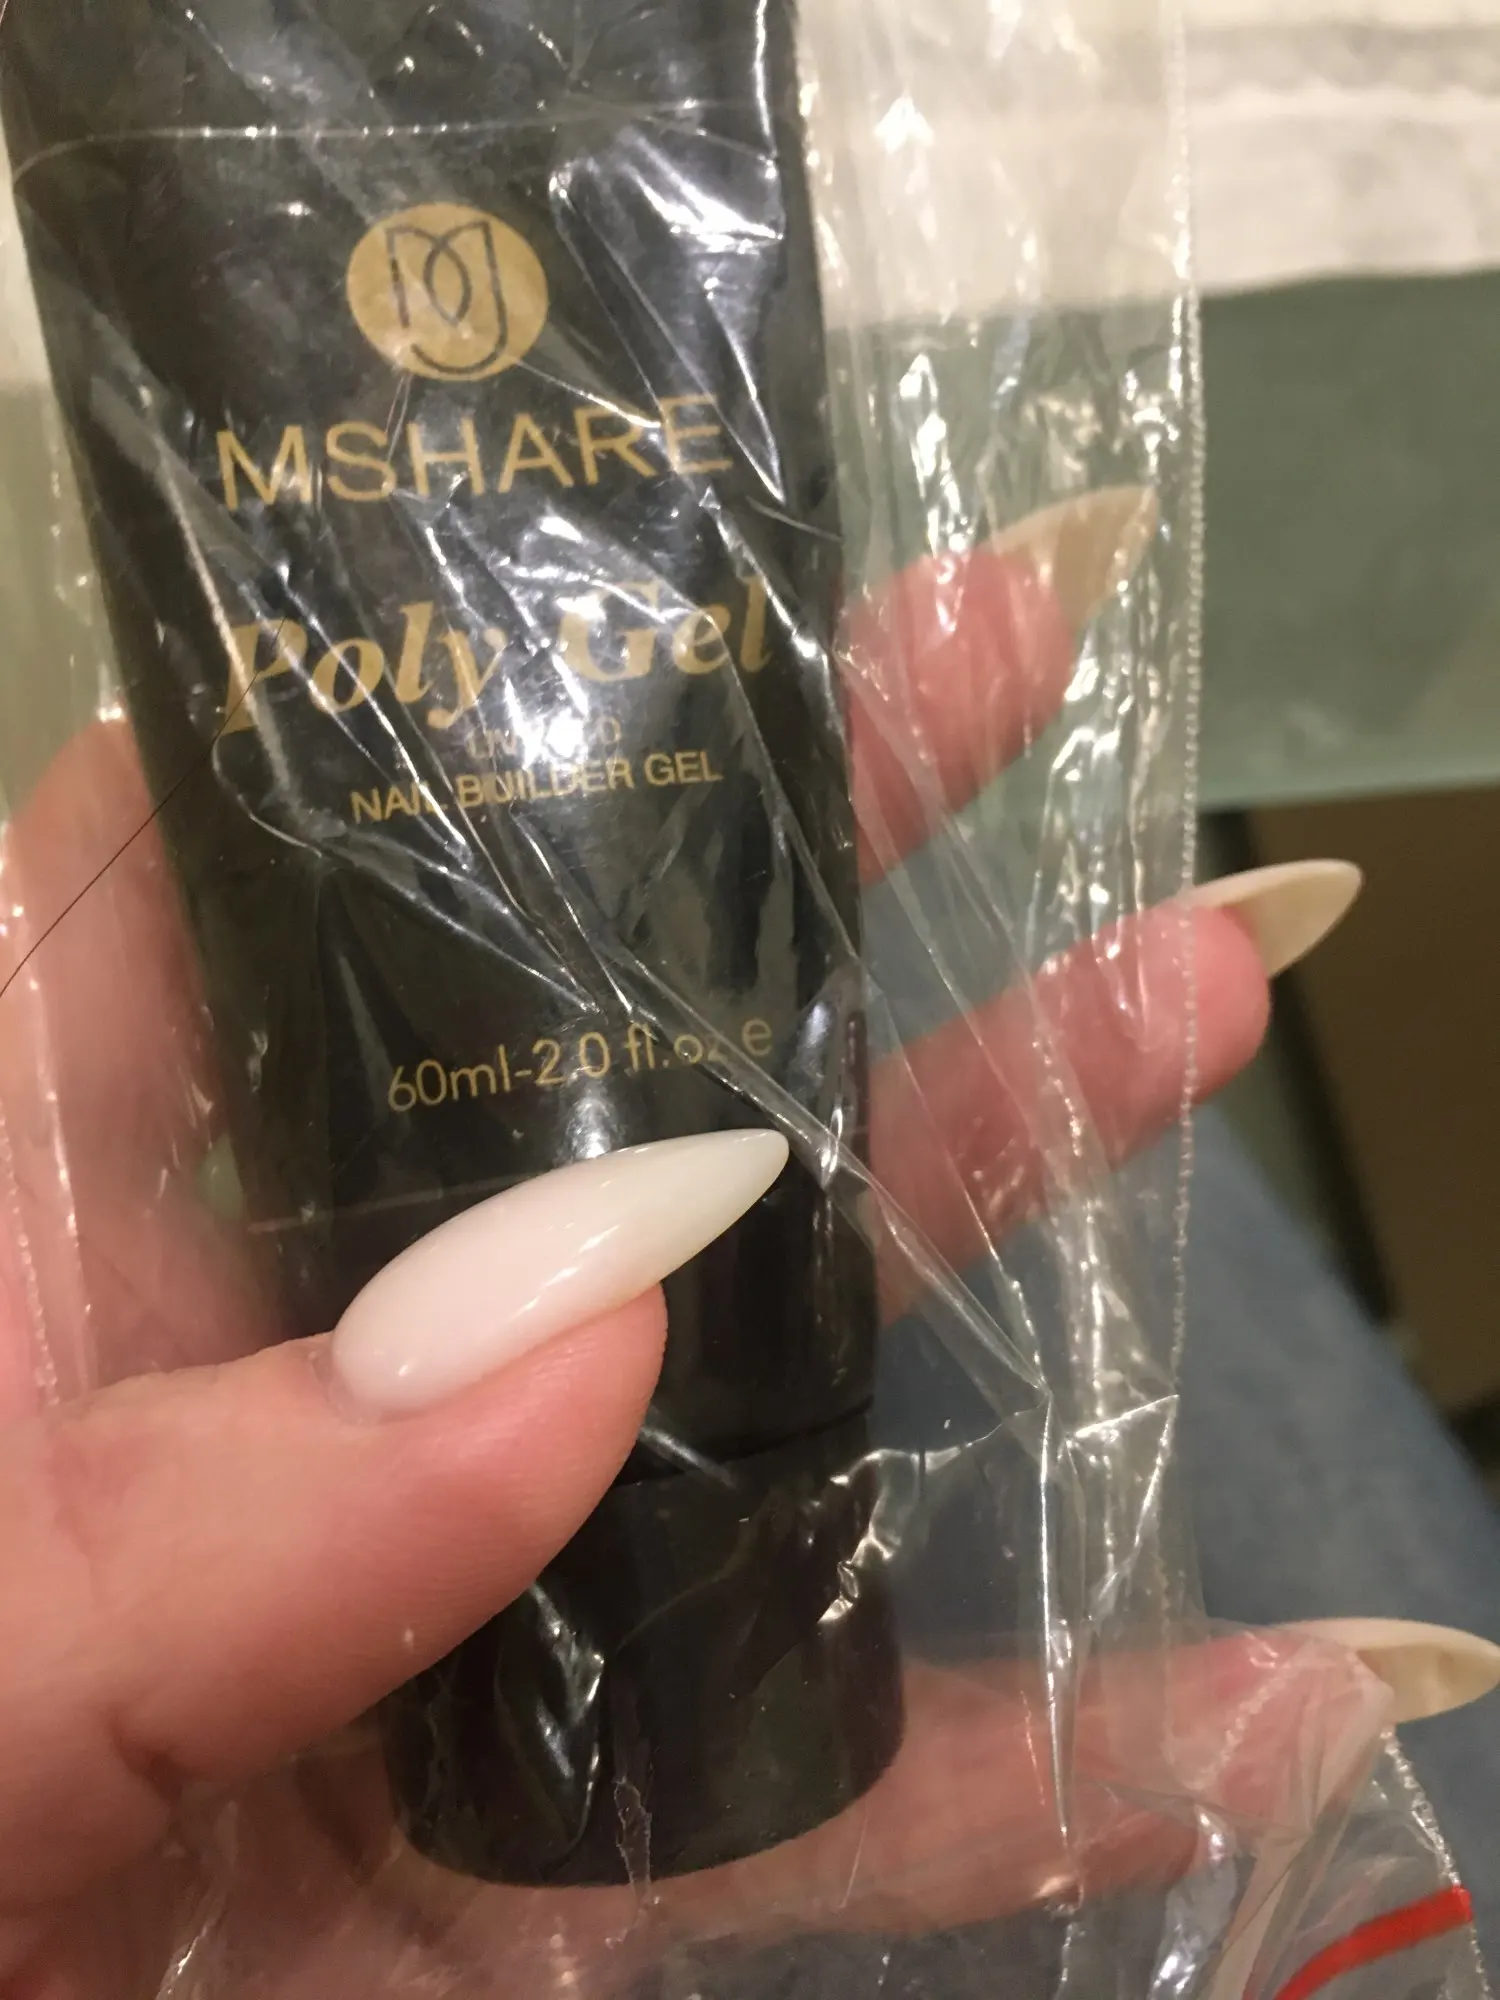 MSHARE
Poly Gel
NAIL BUILDER GEL
60ml-2.0 fl.oz e